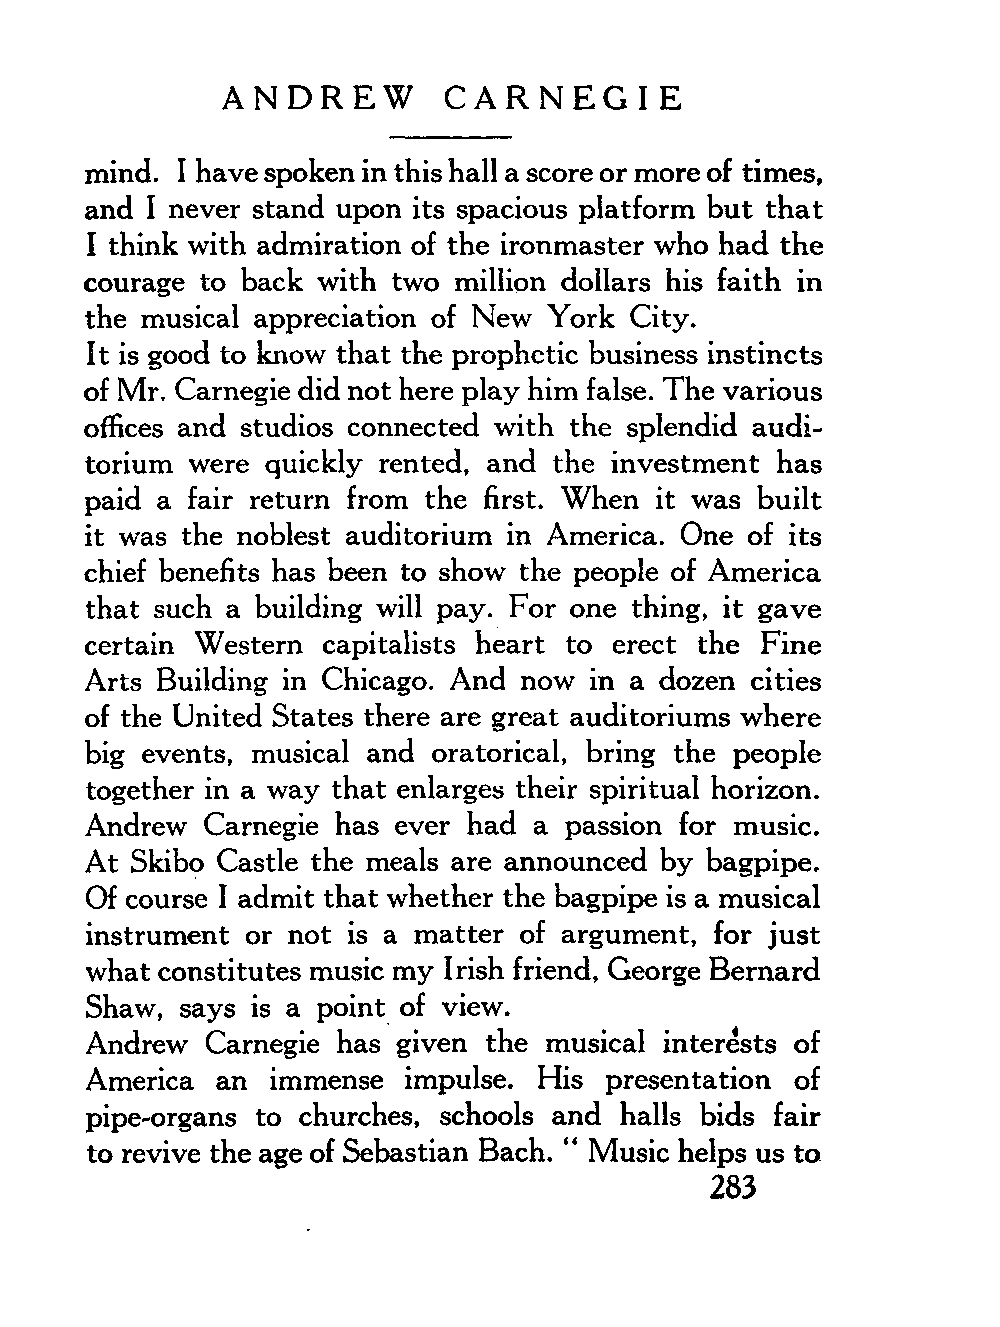 ANDREW CARNEGIE
mind. I have spoken in this hall a score or more of times,
and I never stand upon its spacious platform but that
I think with admiration of the ironmaster who had the
courage to back with two million dollars his faith in
the musical appreciation of New York City.
It is good to know that the prophetic business instincts
of Mr. Carnegie did not here play him false. The various
offices and studios connected with the splendid audi-
torium were quickly rented, and the investment has
paid a fair return from the first. When it was built
it was the noblest auditorium in America. One of its
chief benefits has been to show the people of America
that such a building will pay. For one thing, it gave
certain Western capitalists heart to erect the Fine
Arts Building in Chicago. And now in a dozen cities
of the United States there are great auditoriums where
big events, musical and oratorical, bring the people
together in a way that enlarges their spiritual horizon.
Andrew Carnegie has ever had a passion for music.
At Skibo Castle the meals are announced by bagpipe.
Of course I admit that whether the bagpipe is a musical
instrument or not is a matter of argument, for just
what constitutes music my Irish friend, George Bernard
Shaw, says is a point of view.
Andrew Carnegie has given the musical interests of
America an immense impulse. His presentation of
pipe-organs to churches, schools and halls bids fair
to revive the age of Sebastian Bach. “ Music helps us to
283